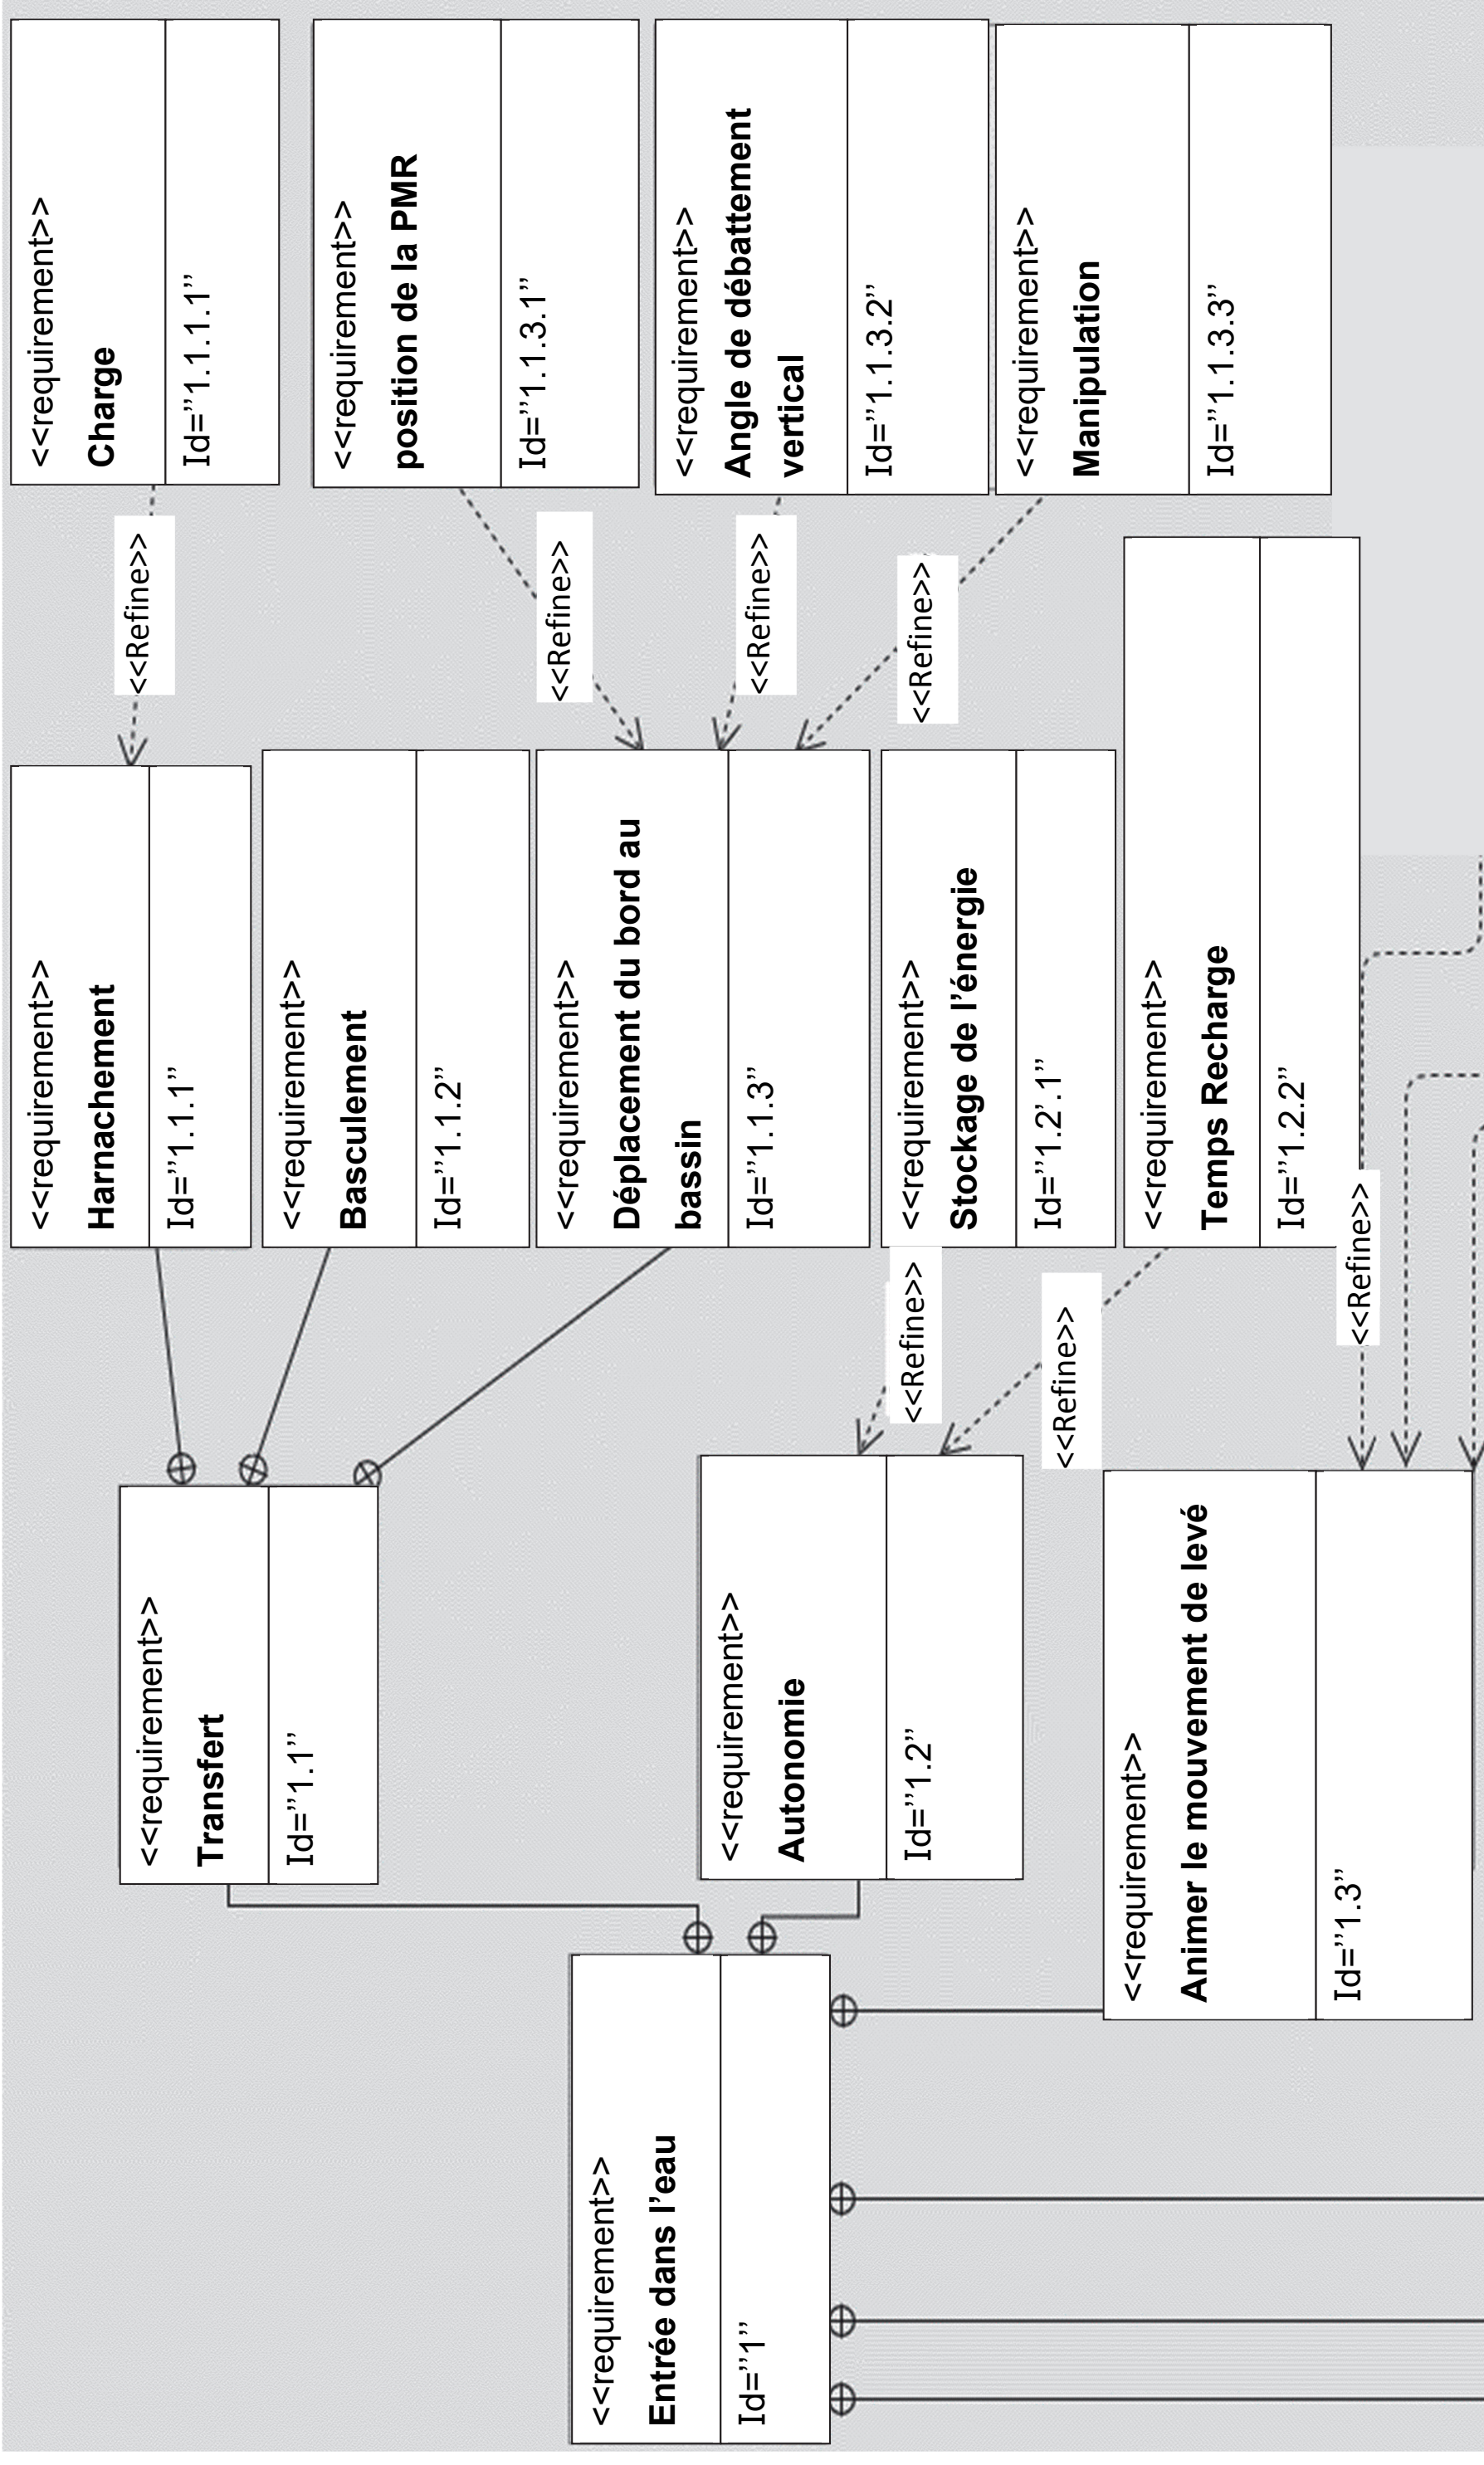 <<requirement>>
Entrée dans l’eau
Id=”1”
<<requirement>>
Transfert
Id=”1.1”
<<requirement>>
Autonomie
Id=”1.2”
<<requirement>>
Animer le mouvement de levé
Id=”1.3”
<<requirement>>
Harnachement
Id=”1.1.1”
<<requirement>>
Basculement
Id=”1.1.2”
<<requirement>>
Déplacement du bord au
bassin
Id=”1.1.3”
<<requirement>>
Stockage de l’énergie
Id=”1.2’.1”
<<requirement>>
Temps Recharge
Id=”1.2.2”
<<Refine>>
<<Refine>>
<<Refine>>
<<Refine>>
<<Refine>>
<<Refine>>
<<Refine>>
<<requirement>>
Charge
Id=”1.1.1.1”
<<requirement>>
position de la PMR
Id=”1.1.3.1”
<<requirement>>
Angle de débattement
vertical
Id=”1.1.3.2”
<<requirement>>
Manipulation
Id=”1.1.3.3”